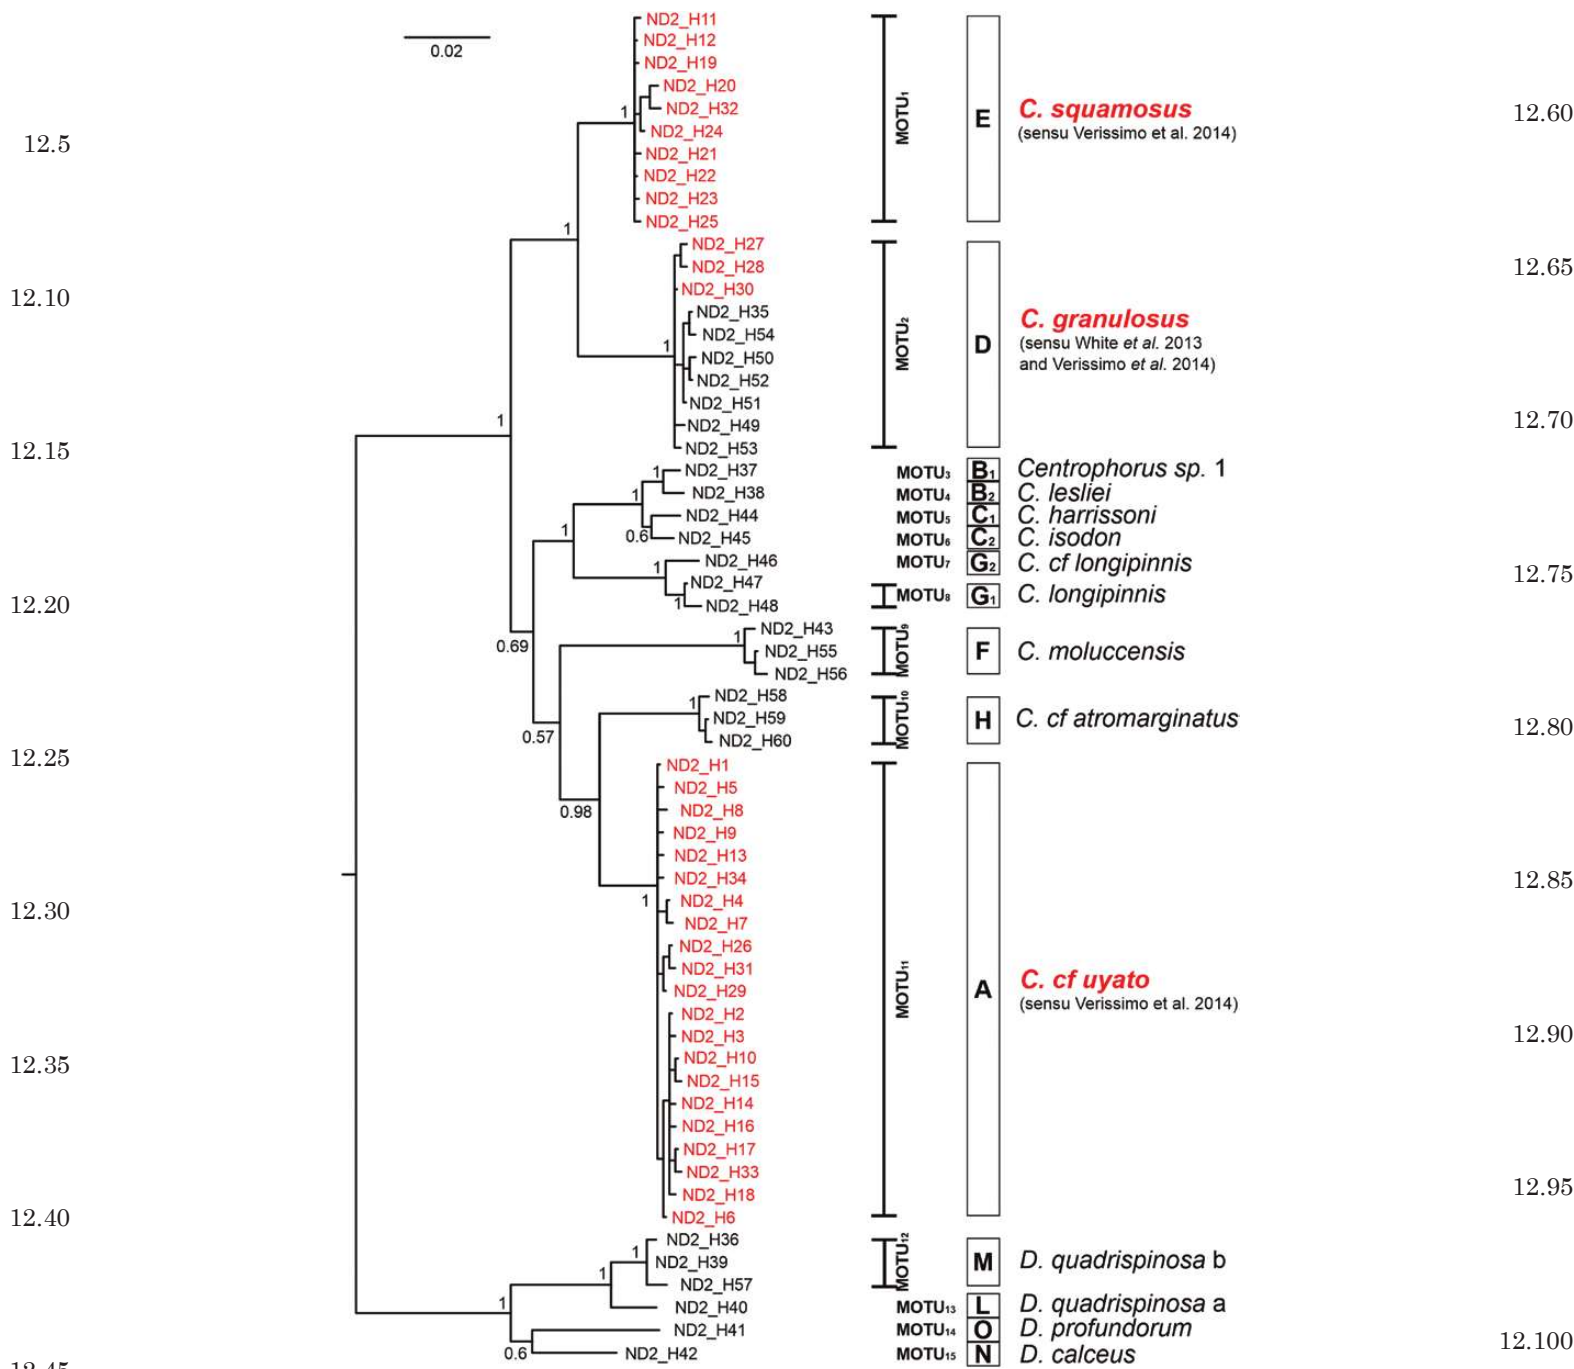 ND2_H11
0.02
ND2_H12
ND2_H19
ND2_H20
1
ND2_H32
ND2_H24
ND2_H21
ND2_H22
ND2_H23
ND2_H25
MOTU1
E
C. squamosus
(sensu Verissimo et al. 2014)
12.5
12.60
1
ND2_H27
ND2_H28
ND2_H30
ND2_H35
ND2_H54
1
ND2_H50
ND2_H52
ND2_H51
ND2_H49
ND2_H53
MOTU2
D
C. granulosus
(sensu White et al. 2013
and Verissimo et al. 2014)
12.10
12.65
1
12.15
12.70
1
ND2_H37
MOTU3
B1
Centrophorus sp. 1
1
ND2_H38
MOTU4
B2
C. lesliei
ND2_H44
MOTU5
C1
C. harrissoni
1
0.6
ND2_H45
MOTU6
C2
C. isodon
1
ND2_H46
MOTU7
G2
C. cf longipinnis
12.75
ND2_H47
1
ND2_H48
MOTU8
G1
C. longipinnis
12.20
0.69
1
ND2_H43
ND2_H55
ND2_H56
MOTU9
F
C. moluccensis
0.57
1
ND2_H58
ND2_H59
ND2_H60
MOTU10
H
C. cf atromarginatus
12.80
12.25
0.98
ND2_H1
ND2_H5
ND2_H8
ND2_H9
ND2_H13
ND2_H34
1
ND2_H4
ND2_H7
ND2_H26
ND2_H31
ND2_H29
ND2_H2
ND2_H3
ND2_H10
ND2_H15
ND2_H14
ND2_H16
ND2_H17
ND2_H33
ND2_H18
ND2_H6
MOTU11
A
C. cf uyato
(sensu Verissimo et al. 2014)
12.85
12.30
12.90
12.35
12.95
12.40
ND2_H36
1
ND2_H39
1
ND2_H57
MOTU12
M
D. quadrispinosa b
1
ND2_H40
MOTU13
L
D. quadrispinosa a
ND2_H41
MOTU14
O
D. profundorum
12.100
0.6
ND2_H42
MOTU15
N
D. calceus
12.45